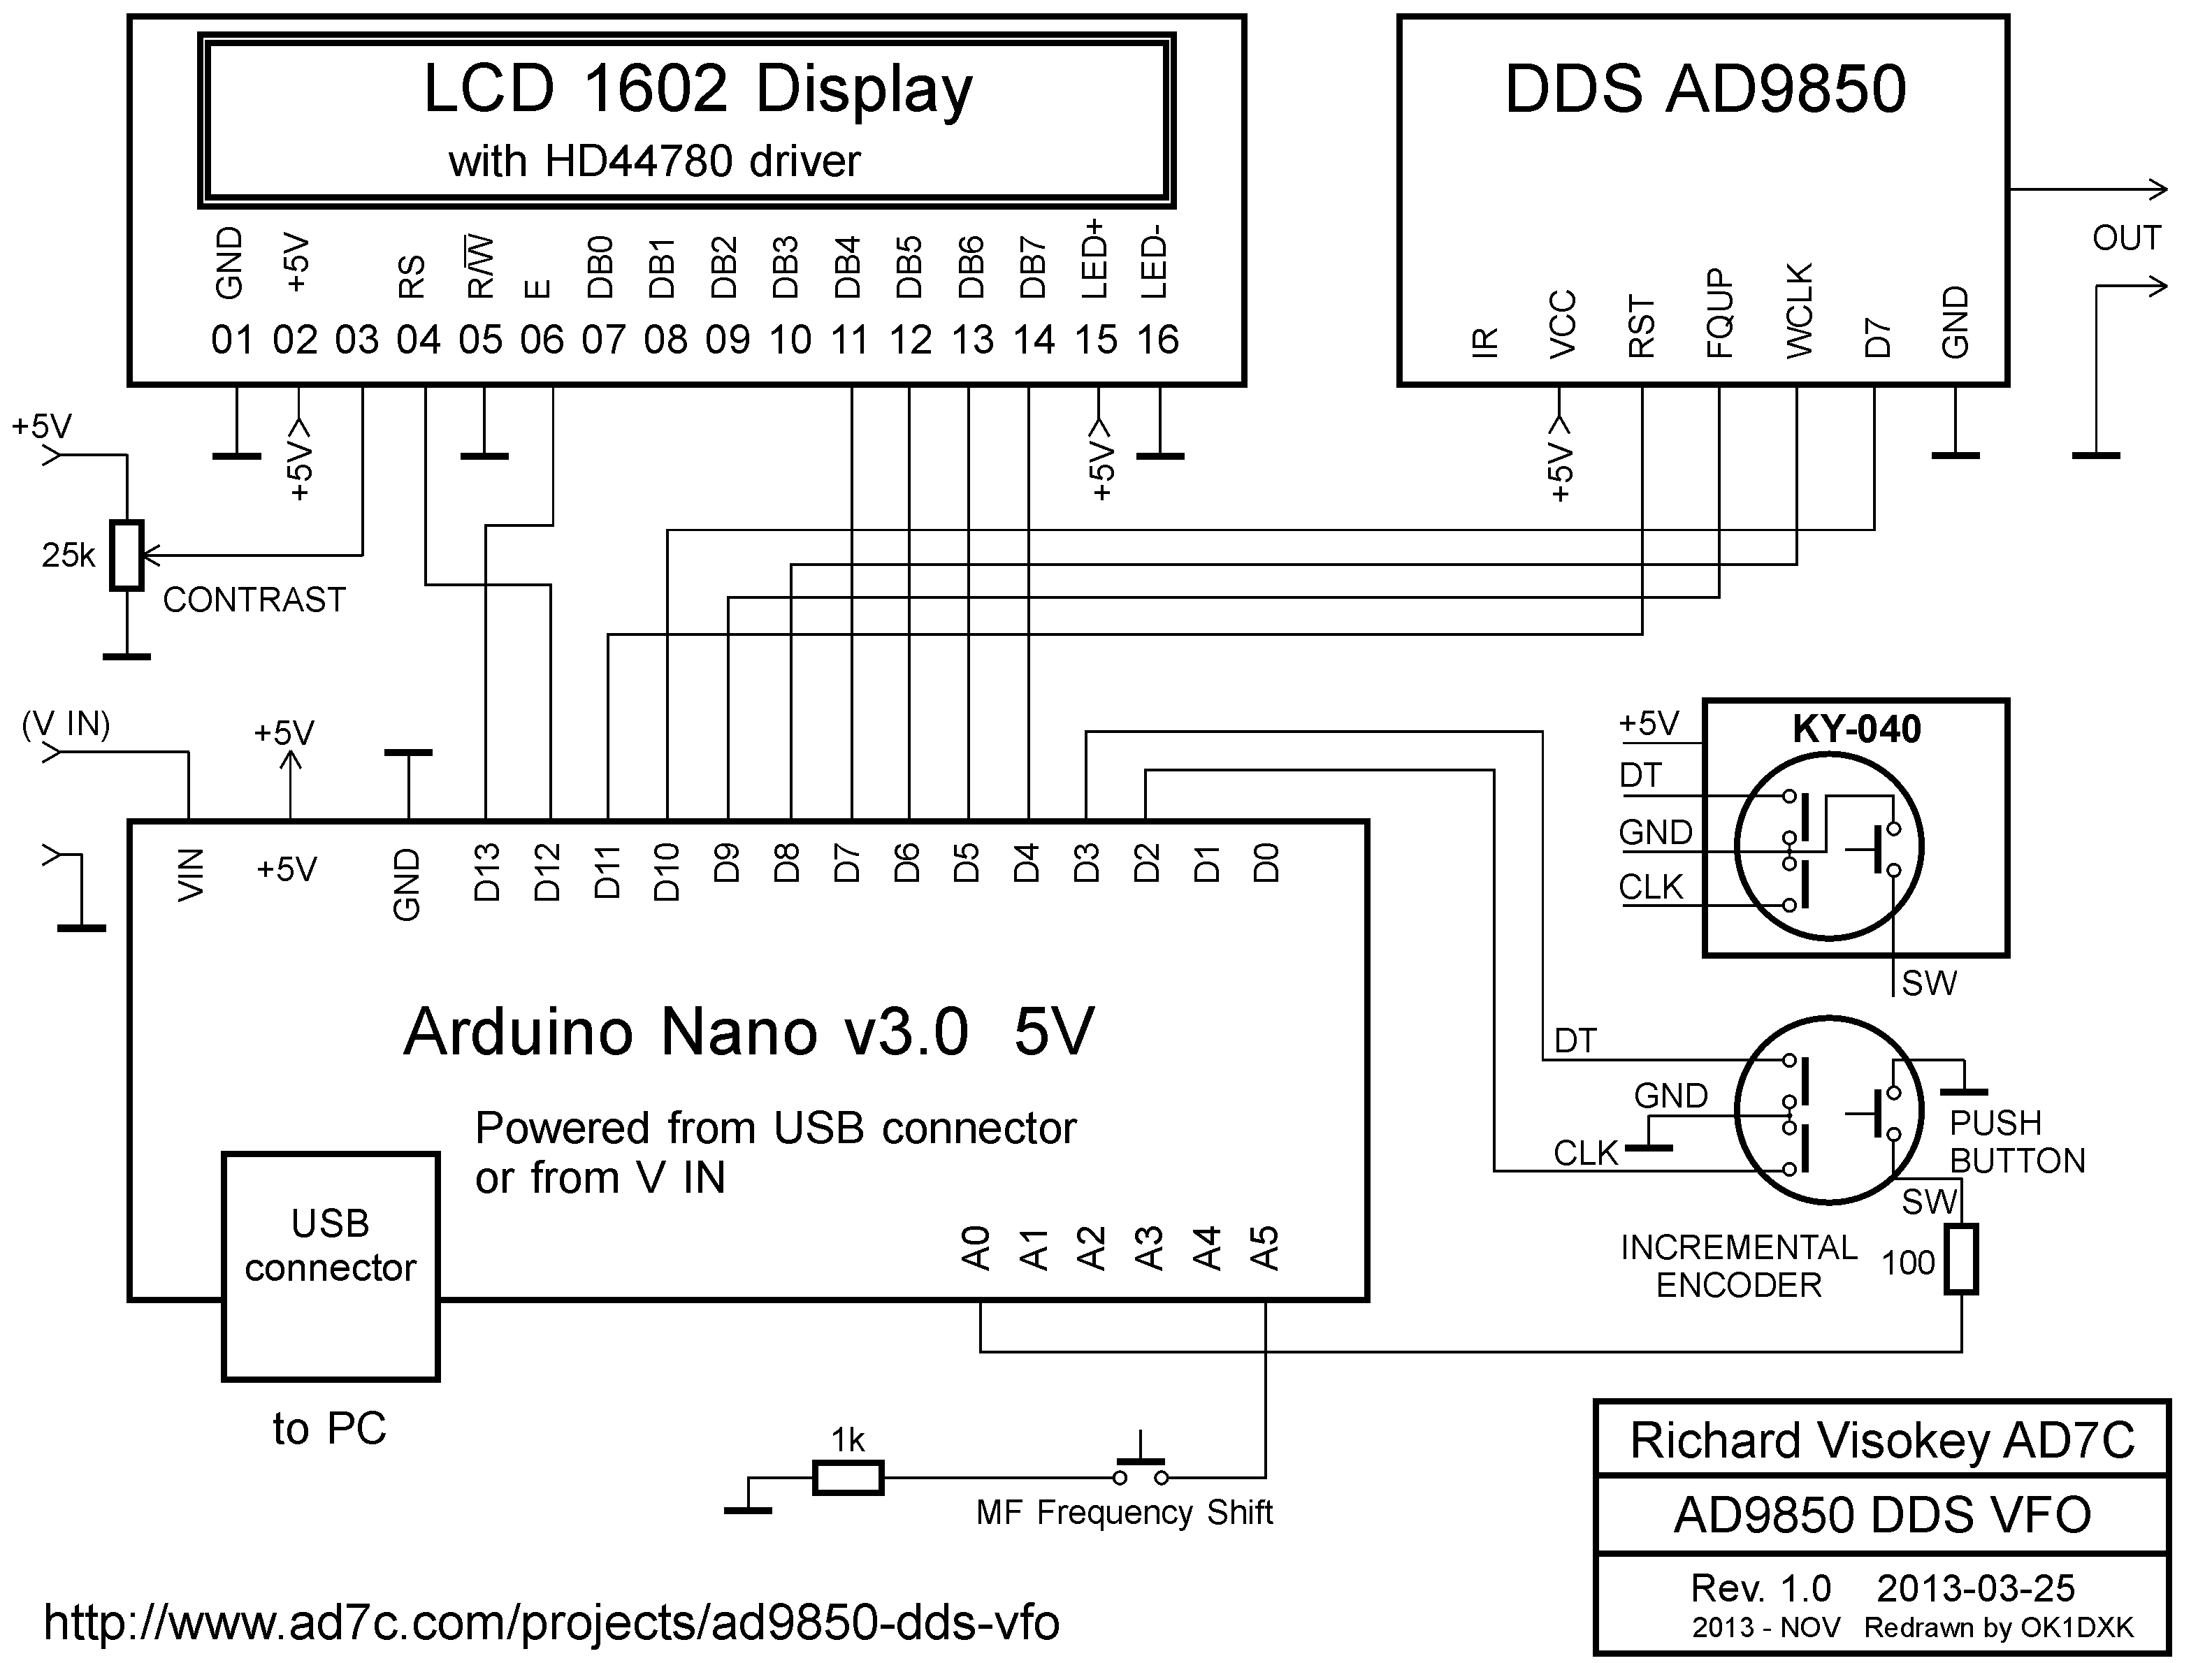 LCD 1602 Display
with HD44780 driver
GND +5V RS R/W E DB0 DB1 DB2 DB3 DB4 DB5 DB6 DB7 LED+ LED-
01 02 03 04 05 06 07 08 09 10 11 12 13 14 15 16
DDS AD9850
OUT
IR VCC RST FQUP WCLK D7 GND
+5V
+5V
+5V
+5V
25k
CONTRAST
(V IN)
+5V
VIN +5V GND D13 D12 D11 D10 D9 D8 D7 D6 D5 D4 D3 D2 D1 D0
Arduino Nano v3.0 5V
Powered from USB connector
or from V IN
USB
connector
A0 A1 A2 A3 A4 A5
to PC
+5V
KY-040
DT
GND
CLK
SW
DT
GND
CLK
PUSH
BUTTON
SW
INCREMENTAL
ENCODER
100
1k
MF Frequency Shift
Richard Visokey AD7C
AD9850 DDS VFO
Rev. 1.0 2013-03-25
2013 - NOV Redrawn by OK1DXK
http://www.ad7c.com/projects/ad9850-dds-vfo